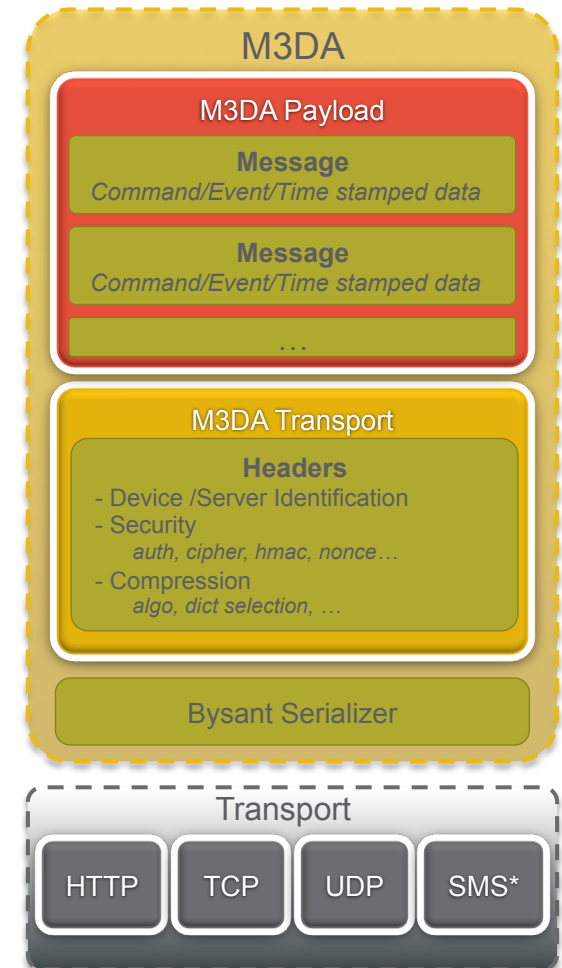 M3DA
M3DA Payload
Message
Command/Event/Time stamped data
Message
Command/Event/Time stamped data
...
M3DA Transport
Headers
- Device /Server Identification
- Security
auth, cipher, hmac, nonce…
- Compression
algo, dict selection, …
Bysant Serializer
Transport
HTTP TCP UDP SMS*